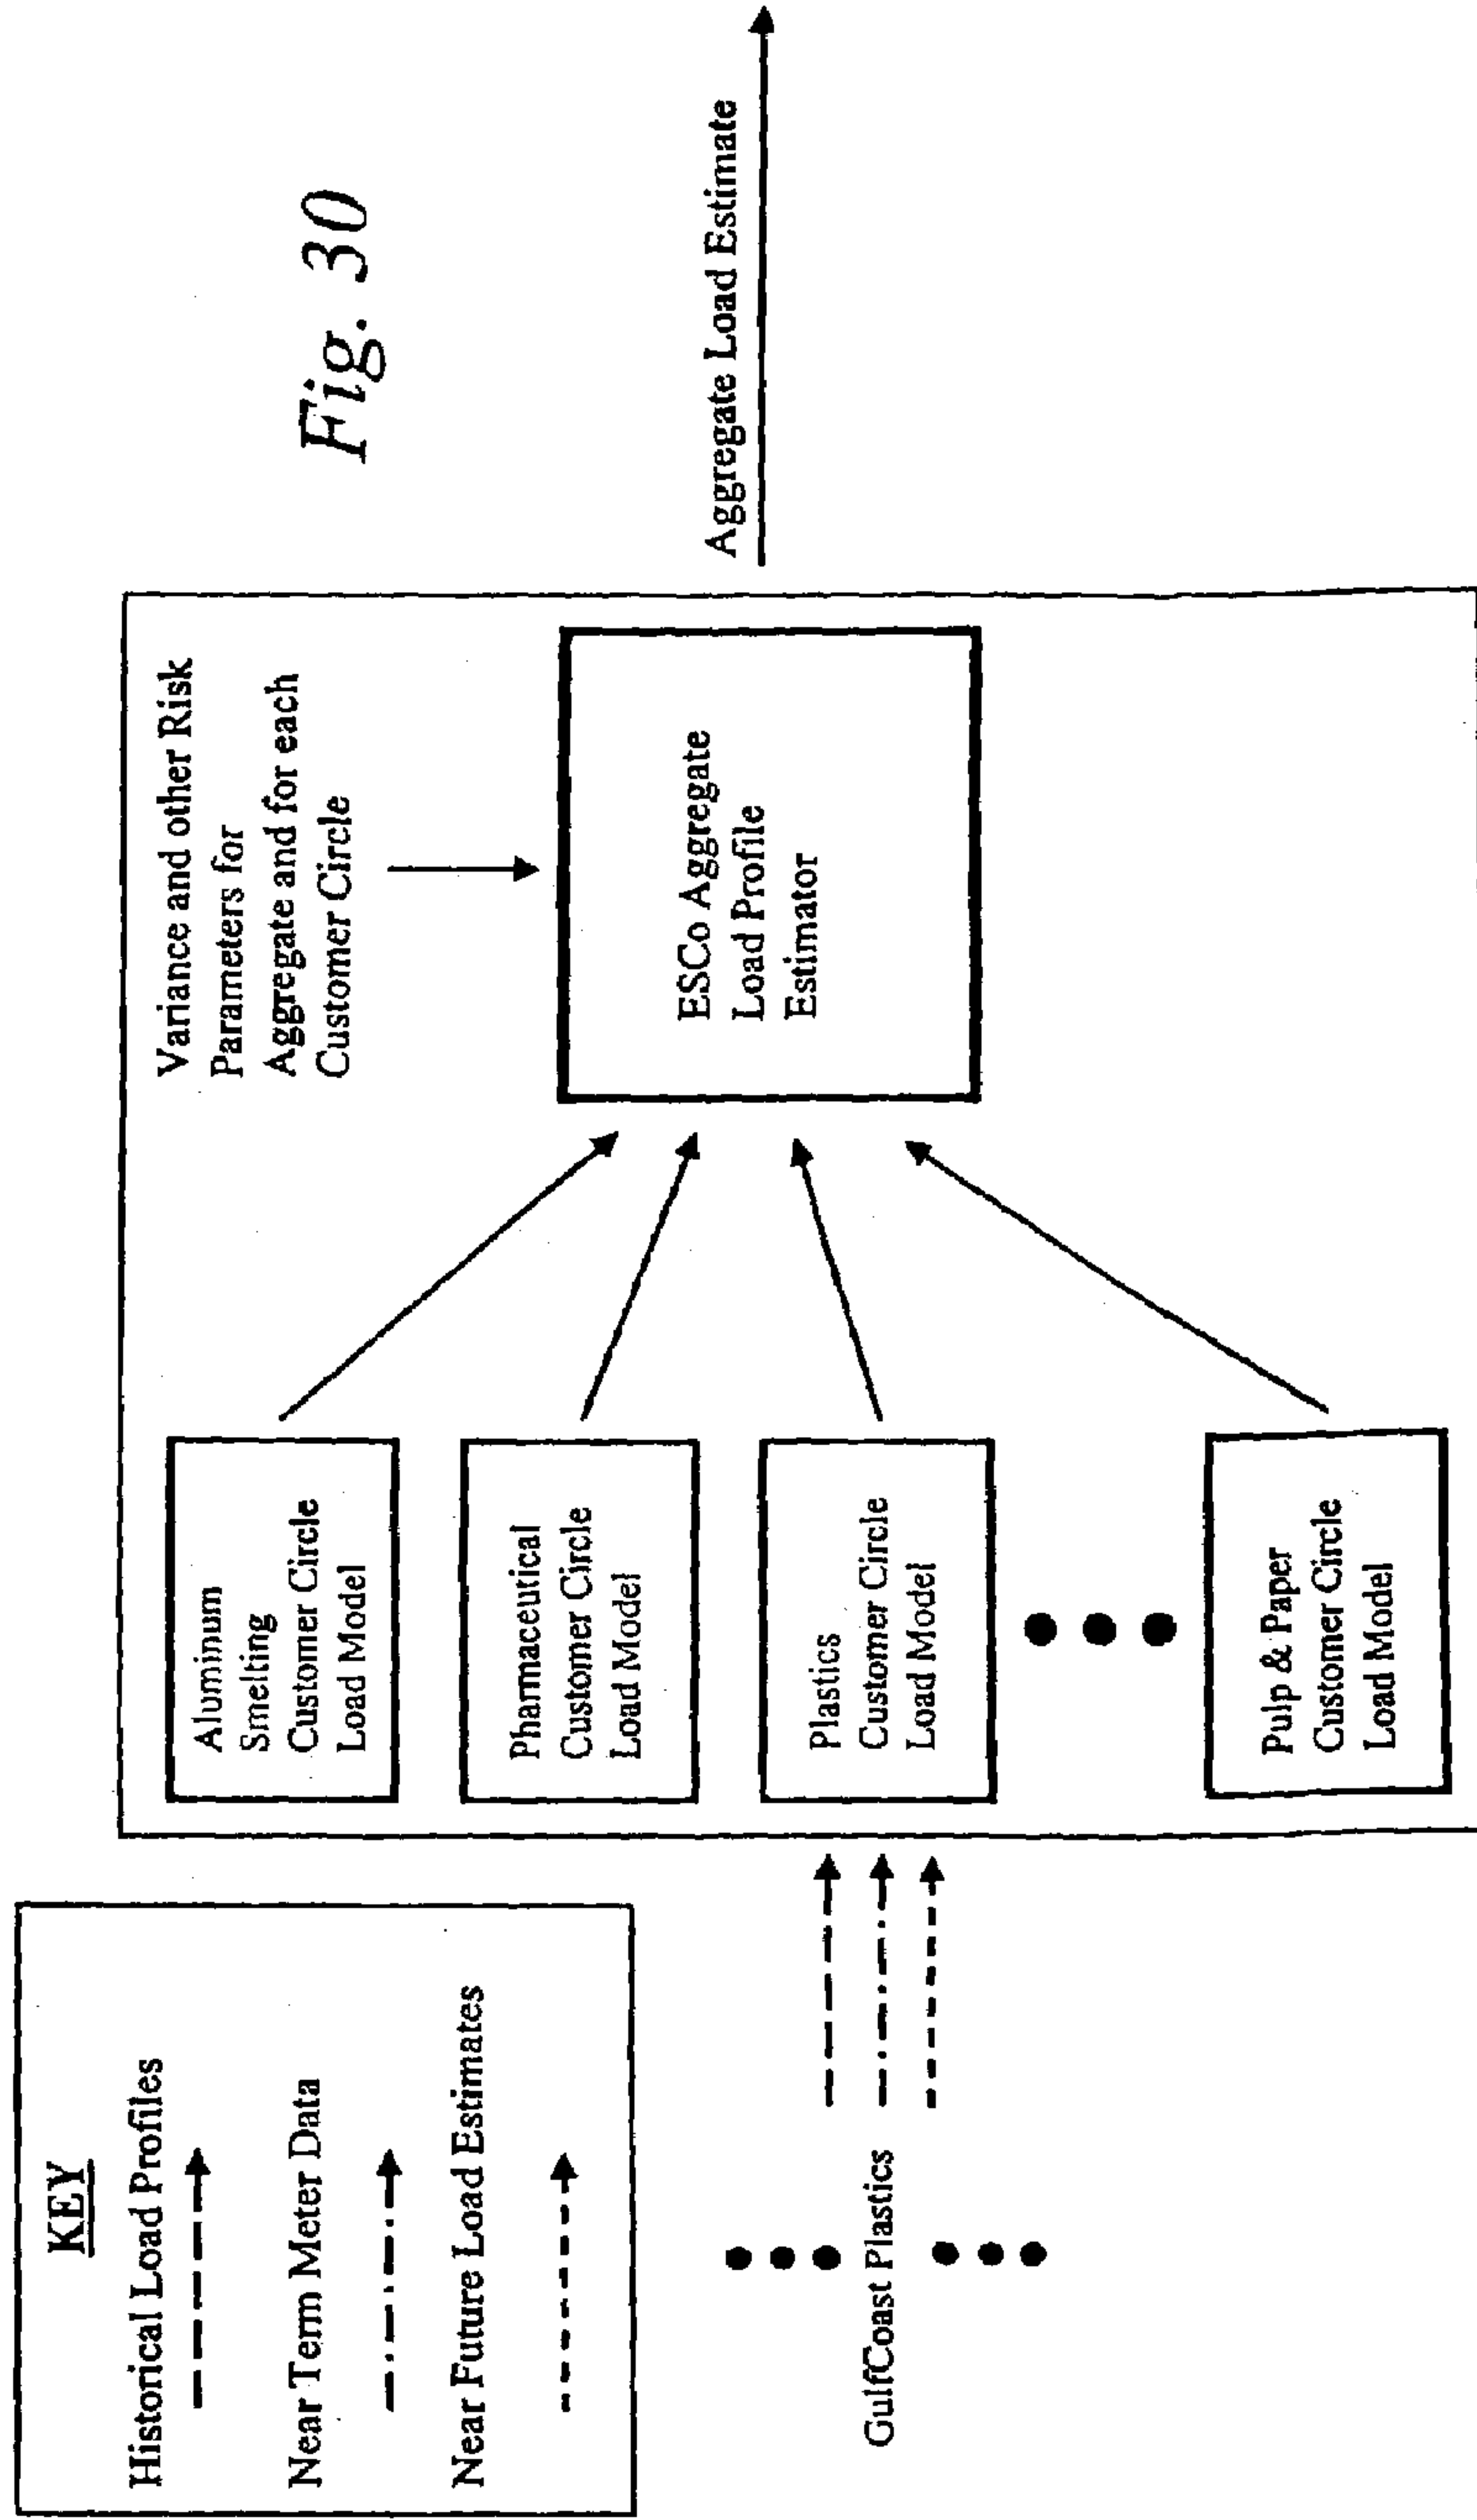 KEY
Historical Load Profiles
Near Term Meter Data
Near Future Load Estimates
GulfCoast Plastics
Aluminum
Smelting
Customer Circle
Load Model
Pharmaceutical
Customer Circle
Load Model
Plastics
Customer Circle
Load Model
Pulp & Paper
Customer Circle
Load Model
Variance and other Risk
Parameters for
Aggregate and for each
Customer Circle
ESCo Aggregate
Load Profile
Estimator
Aggregate Load Estimate
Fig. 30